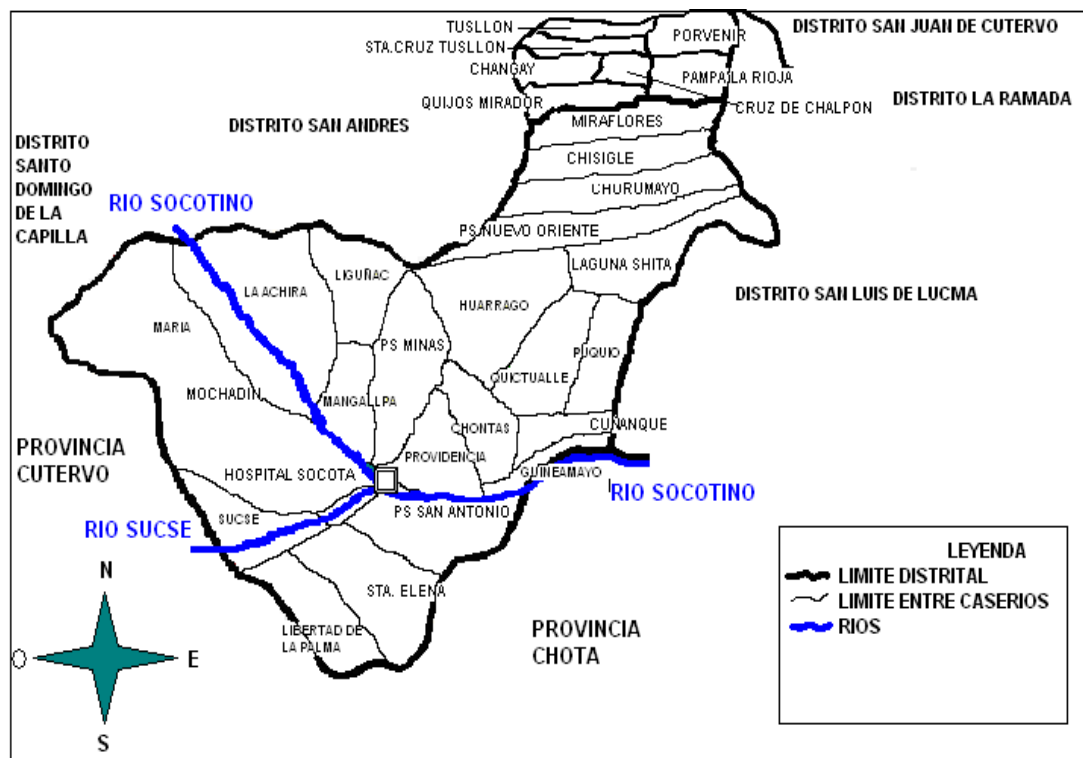 TUSLLON
PORVENIR
DISTRITO SAN JUAN DE CUTERVO
STA.CRUZ TUSLLON
CHANGAY
PAMPA LA RIOJA
QUIJOS MIRADOR
CRUZ DE CHALPON
DISTRITO LA RAMADA
DISTRITO SAN ANDRES
MIRAFLORES
DISTRITO
SANTO
DOMINGO
DE LA
CAPILLA
CHISIGLE
CHURUMAYO
RIO SOCOTINO
PS NUEVO ORIENTE
LAGUNA SHITA
LIGUÑAC
LA ACHIRA
DISTRITO SAN LUIS DE LUCMA
HUARRAGO
MARIA
PS MINAS
PUQUIO
QUICTUALLE
MOCHADIN
MANGALLPA
CHONTAS
CUÑANQUE
PROVINCIA
CUTERVO
PROVIDENCIA
HOSPITAL SOCOTA
GUINEAMAYO
RIO SOCOTINO
PS SAN ANTONIO
SUCSE
RIO SUCSE
STA. ELENA
LIBERTAD DE
LA PALMA
PROVINCIA
CHOTA
N
O
E
S
LEYENDA
LIMITE DISTRITAL
LIMITE ENTRE CASERIOS
RIOS